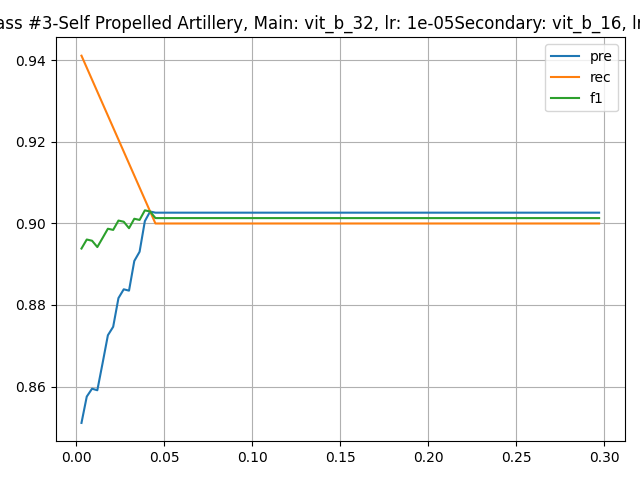 ass #3-Self Propelled Artillery, Main: vit_b_32, lr: 1e-05Secondary: vit_b_16, lr
pre
rec
f1
0.94
0.92
0.90
0.88
0.86
0.00 0.05 0.10 0.15 0.20 0.25 0.30